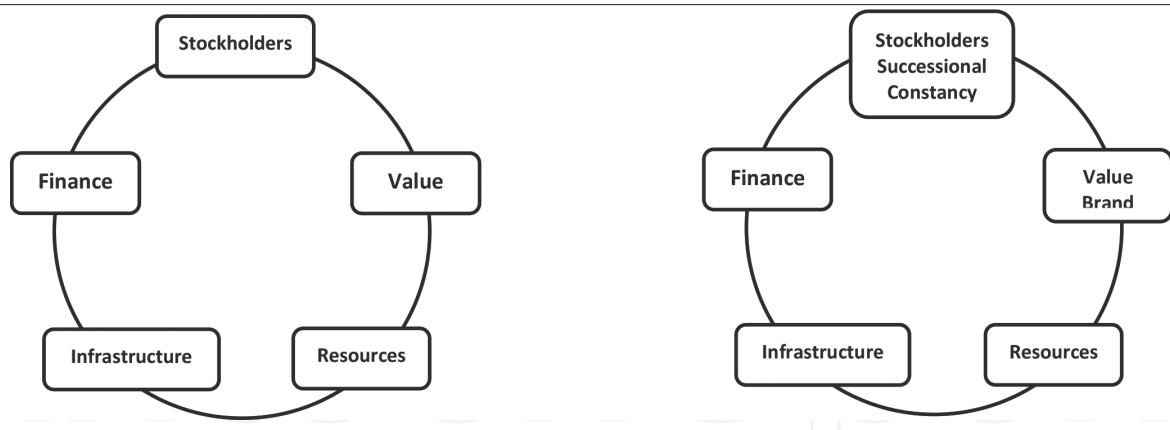 Stockholders
Finance
Value
Infrastructure
Resources
Stockholders
Successional
Constancy
Finance
Value
Brand
Infrastructure
Resources